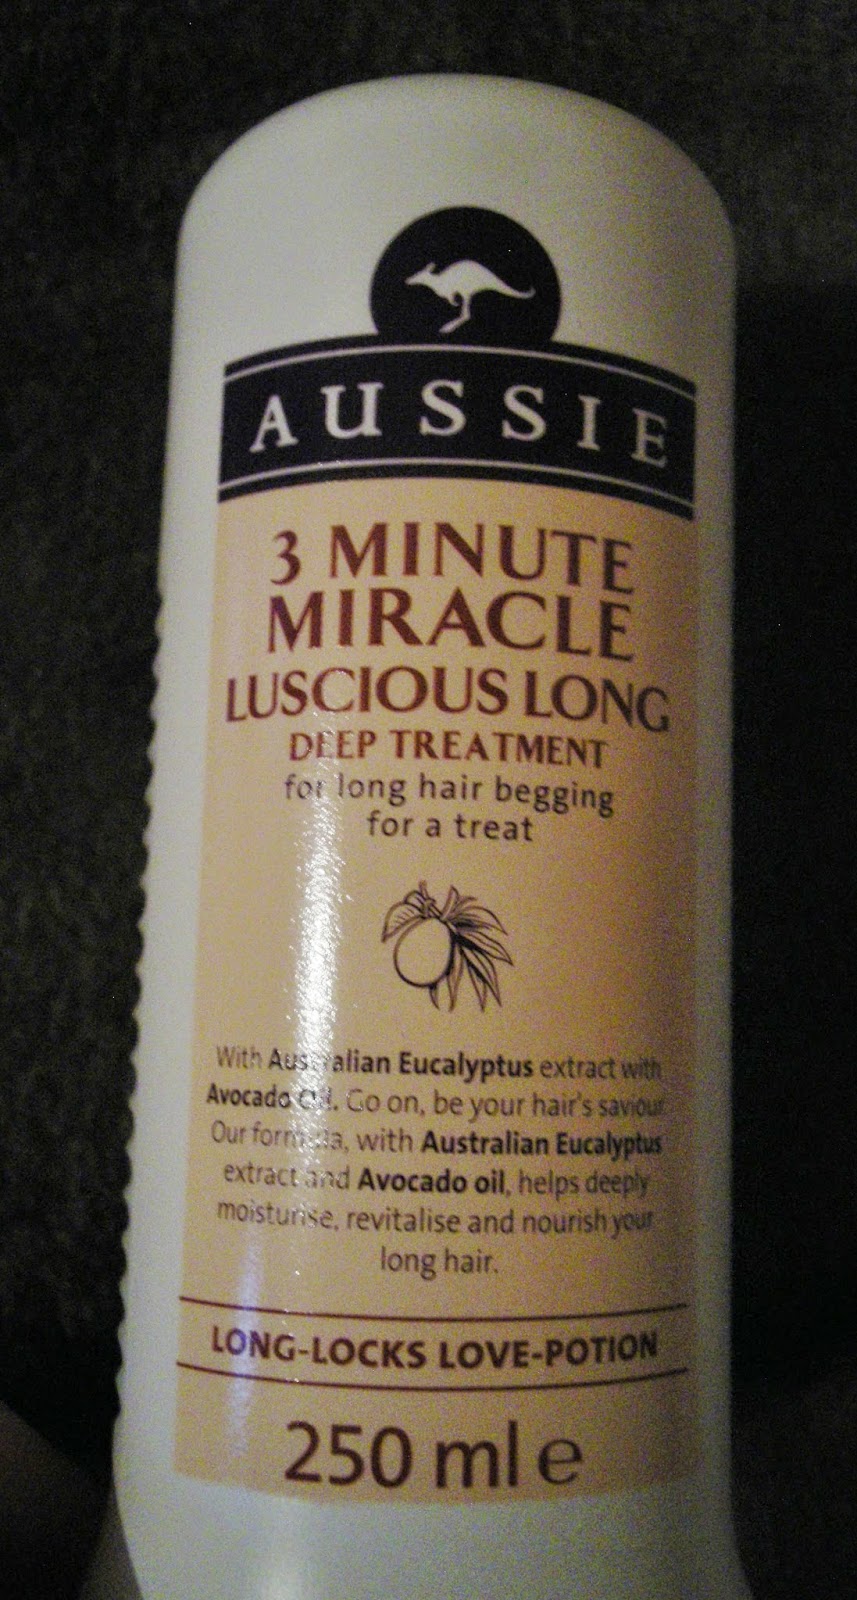 AUSSIE
3 MINUTE
MIRACLE
LUSCIOUS LONG
DEEP TREATMENT
for long hair begging
for a treat
With Australian Eucalyptus extract with
Avocado Oil. Go on, be your hair's saviour.
Our formula, with Australian Eucalyptus
extract and Avocado oil, helps deeply
moisturise, revitalise and nourish your
long hair.
LONG-LOCKS LOVE-POTION
250 ml e